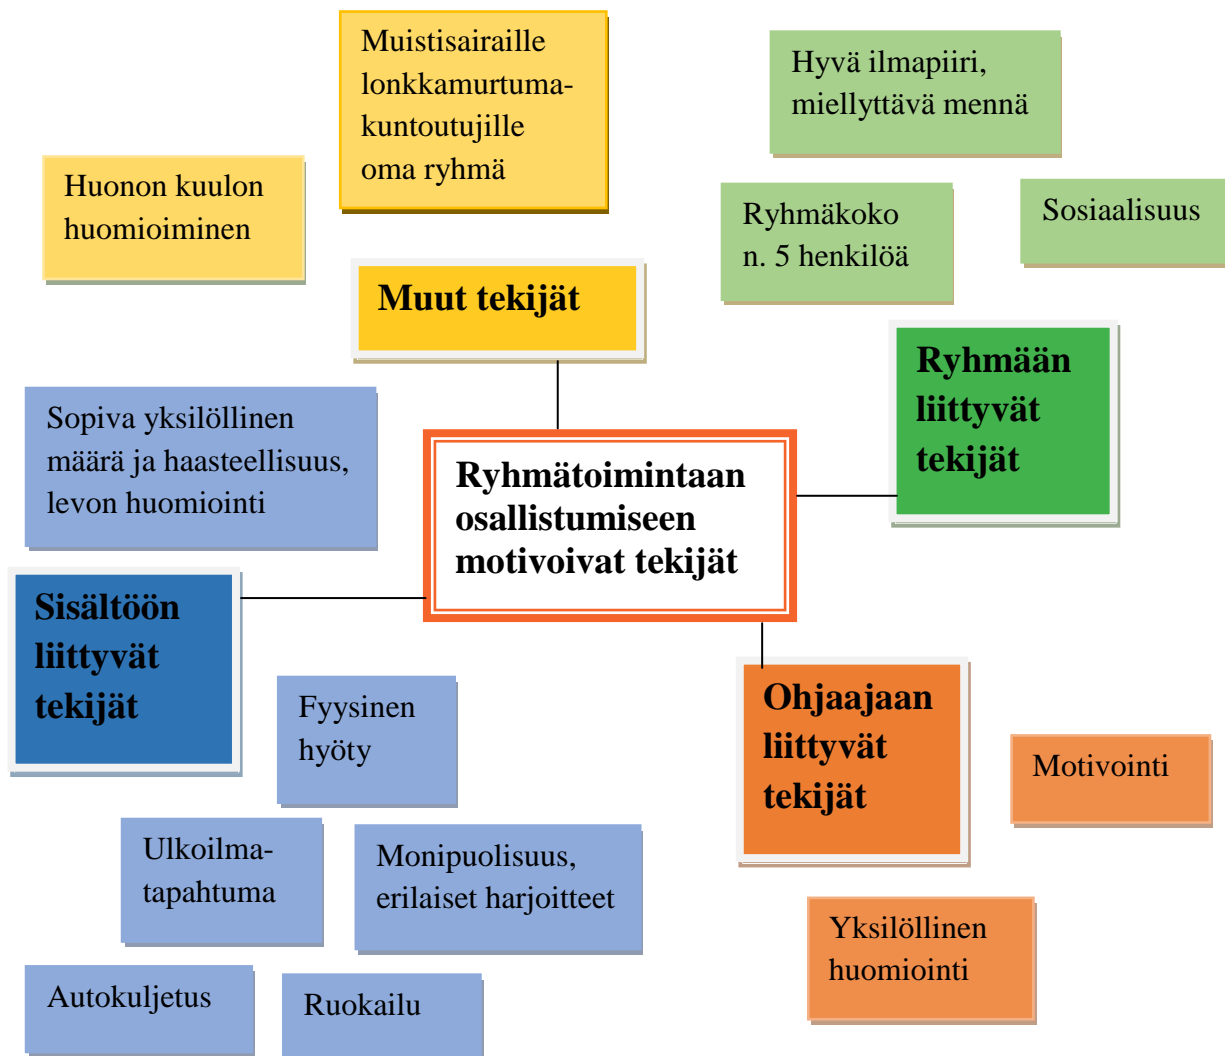 Muistisairaille
lonkkamurtuma-
kuntoutujille
oma ryhmä
Hyvä ilmapiiri,
miellyttävä mennä
Huonon kuulon
huomioiminen
Ryhmäkoko
n. 5 henkilöä
Sosiaalisuus
Muut tekijät
Ryhmään
liittyvät
tekijät
Sopiva yksilöllinen
määrä ja haasteellisuus,
levon huomiointi
Ryhmätoimintaan
osallistumiseen
motivoivat tekijät
Sisältöön
liittyvät
tekijät
Fyysinen
hyöty
Ohjaajaan
liittyvät
tekijät
Motivointi
Ulkoilma-
tapahtuma
Monipuolisuus,
erilaiset harjoitteet
Yksilöllinen
huomiointi
Autokuljetus
Ruokailu